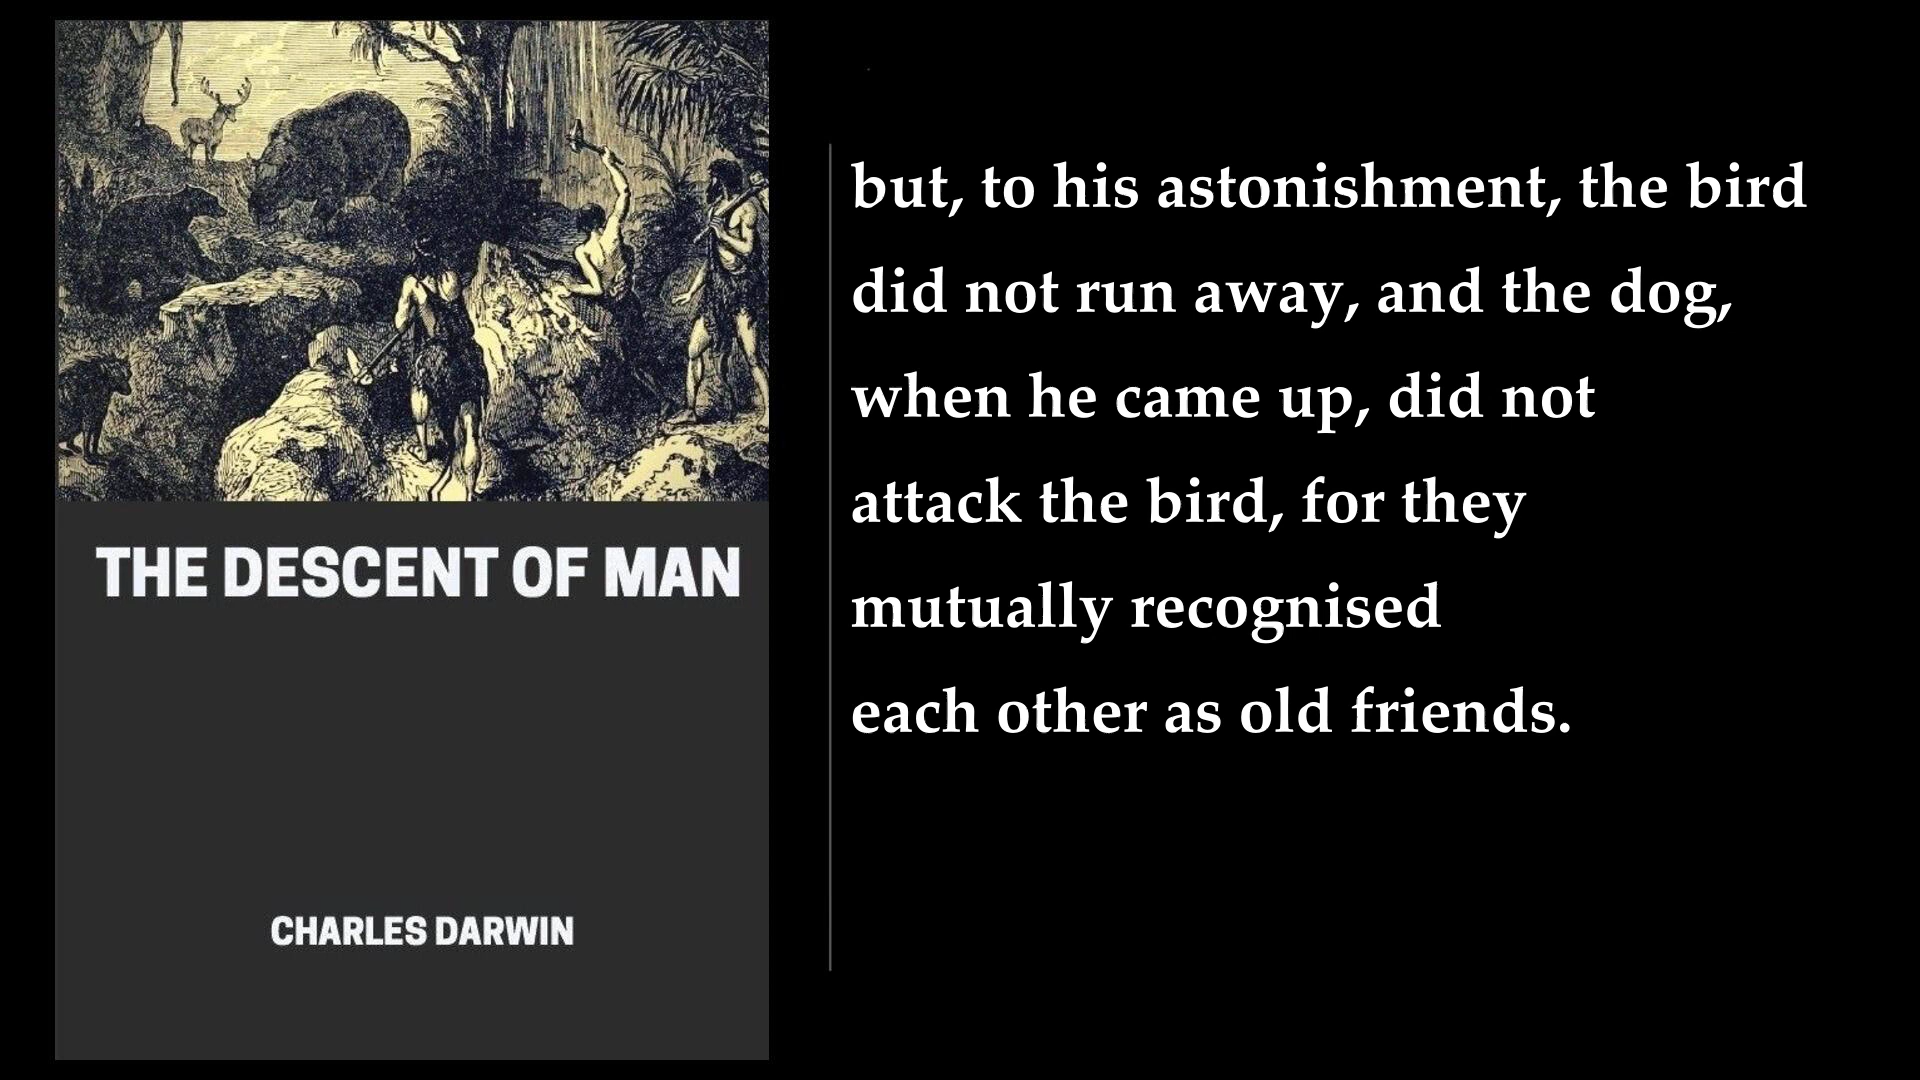 THE DESCENT OF MAN
CHARLES DARWIN
but, to his astonishment, the bird
did not run away, and the dog,
when he came up, did not
attack the bird, for they
mutually recognised
each other as old friends.